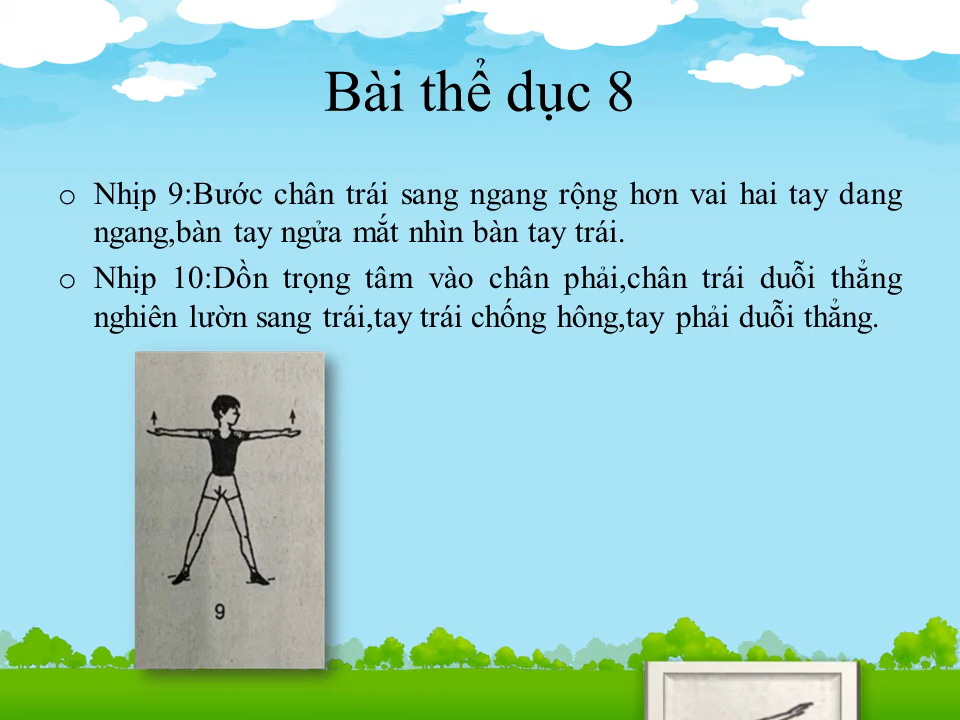 Bài thể dục 8
o Nhịp 9:Bước chân trái sang ngang rộng hơn vai hai tay dang
ngang,bàn tay ngửa mắt nhìn bàn tay trái.
o Nhịp 10:Dồn trọng tâm vào chân phải,chân trái duỗi thẳng
nghiên lườn sang trái,tay trái chống hông,tay phải duỗi thẳng.
9